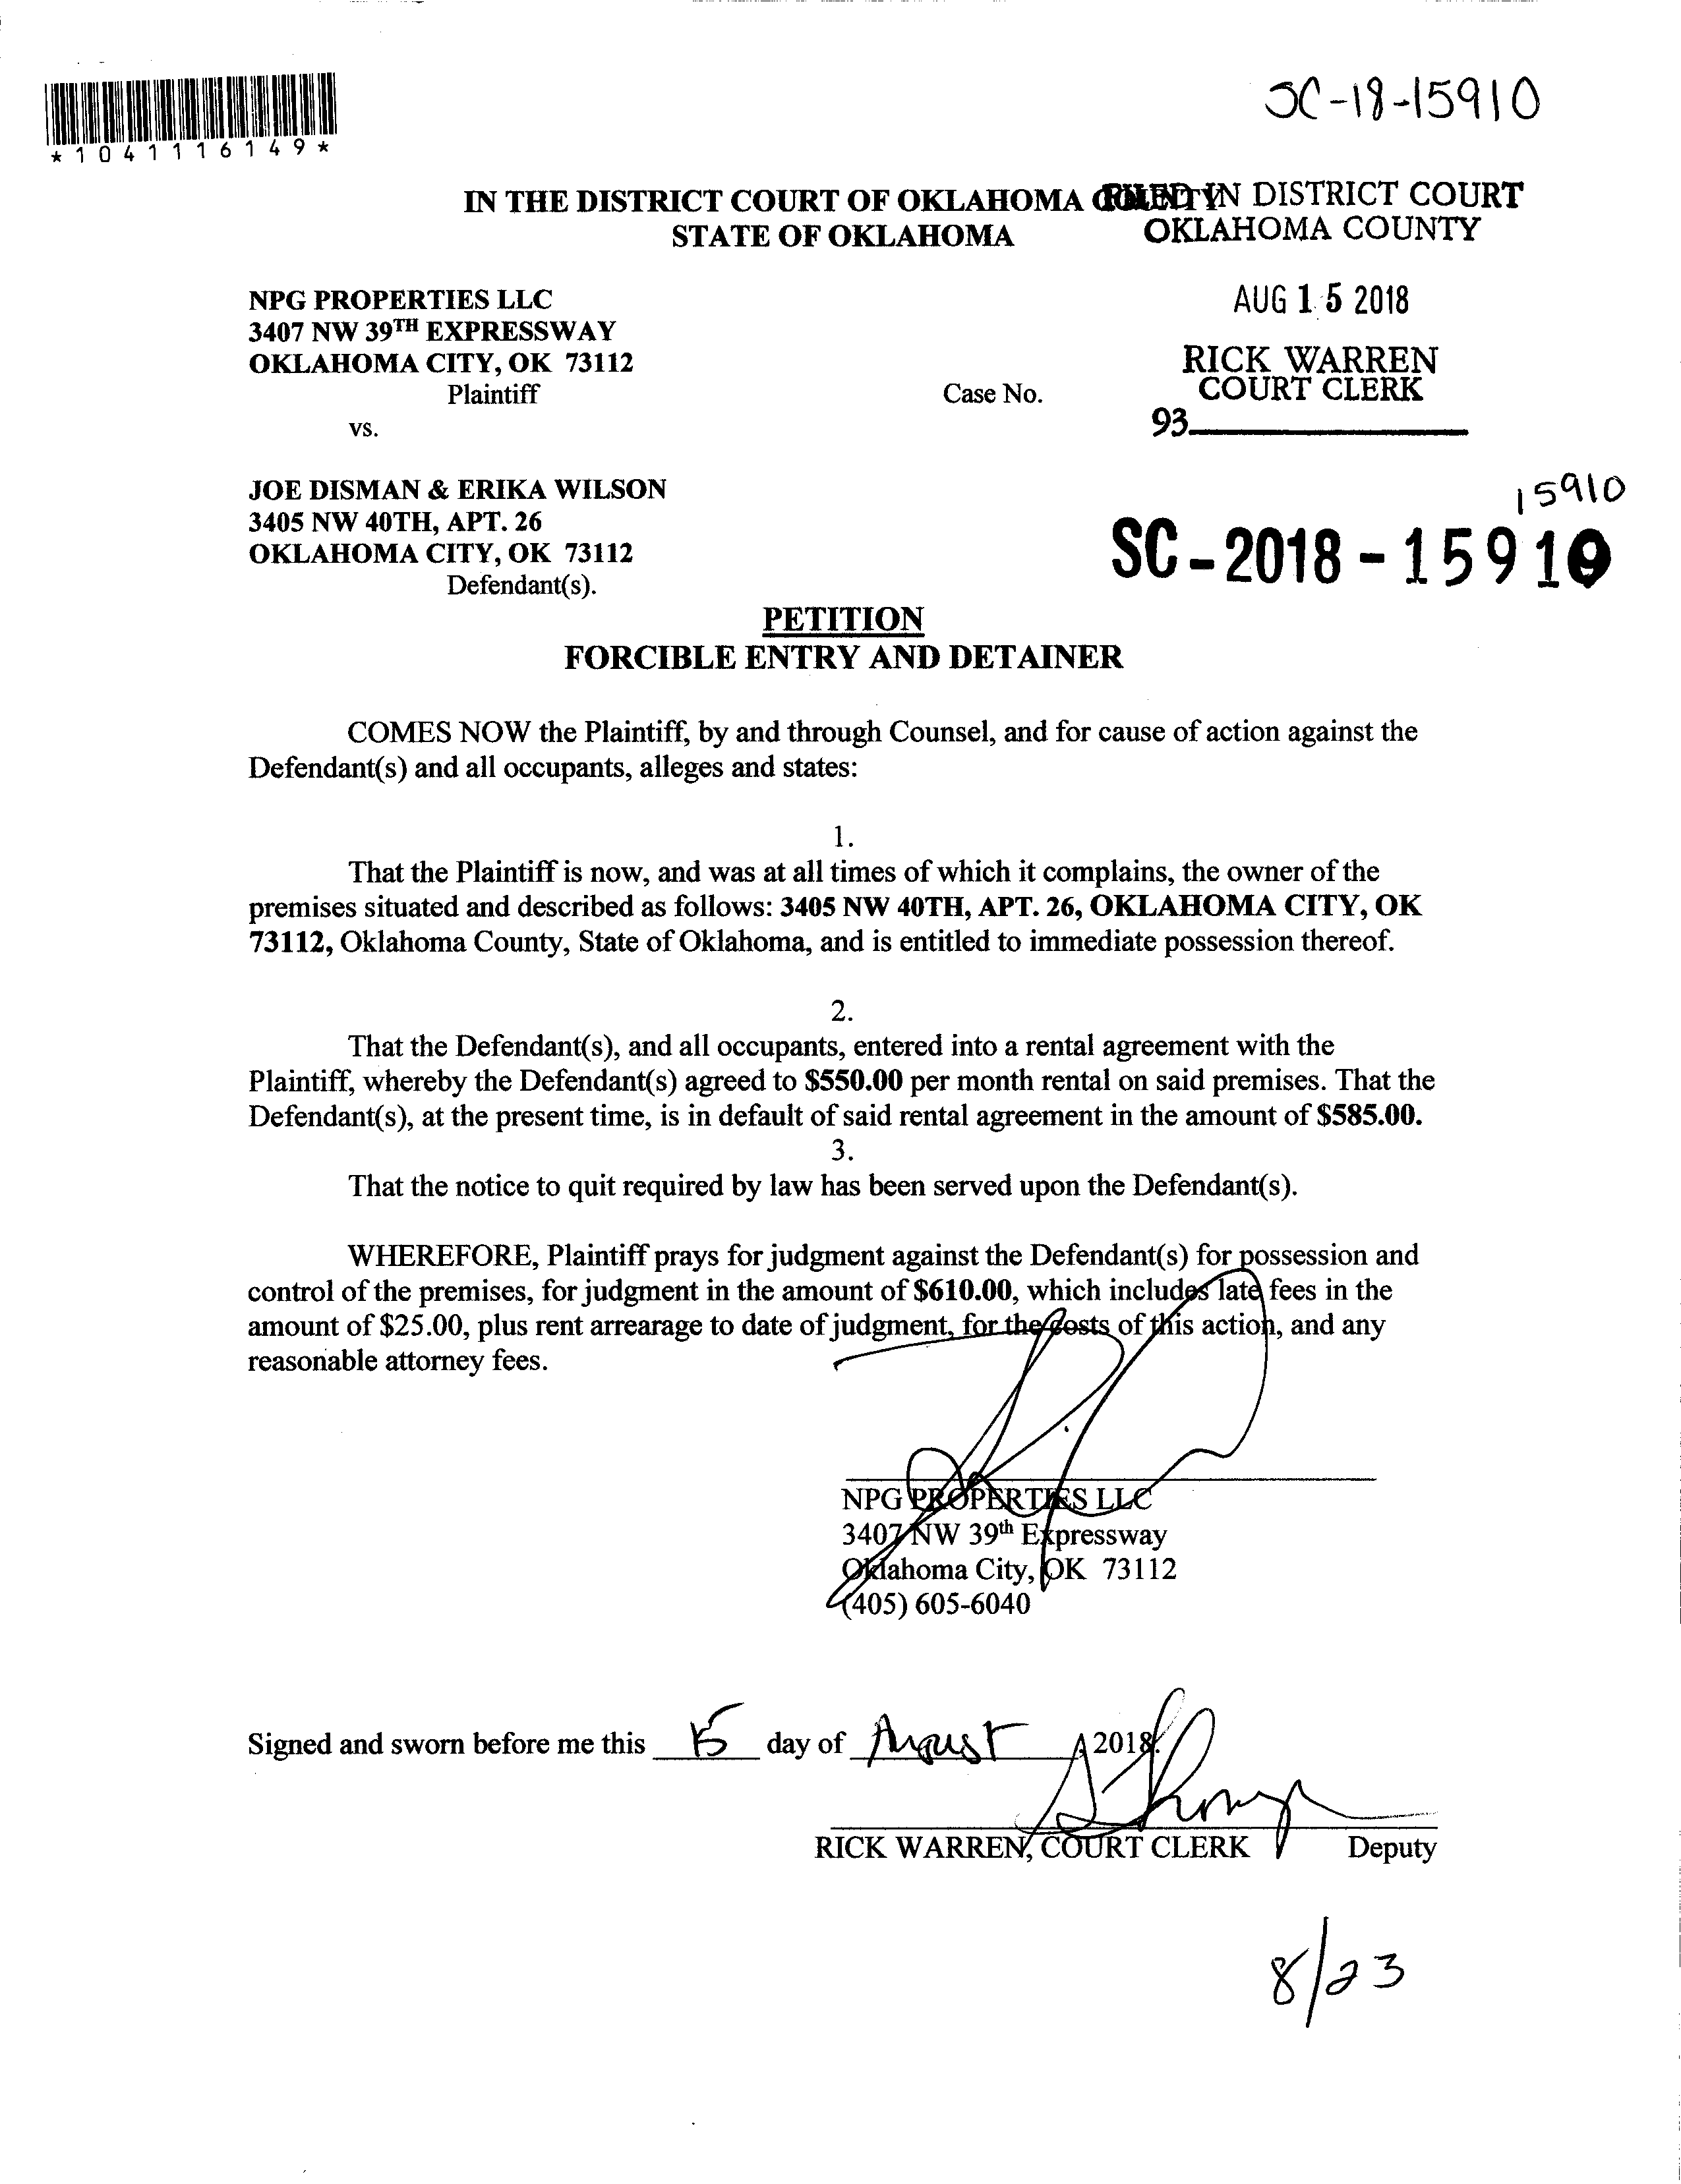 SC-18-15910
*1041116149*
IN THE DISTRICT COURT OF OKLAHOMA COUNTY
STATE OF OKLAHOMA
FILED IN DISTRICT COURT
OKLAHOMA COUNTY
AUG 15 2018
RICK WARREN
COURT CLERK
93
NPG PROPERTIES LLC
3407 NW 39TH EXPRESSWAY
OKLAHOMA CITY, OK 73112
Plaintiff
Case No.
vs.
JOE DISMAN & ERIKA WILSON
3405 NW 40TH, APT. 26
OKLAHOMA CITY, OK 73112
Defendant(s).
15910
SC-2018-15910
PETITION
FORCIBLE ENTRY AND DETAINER
COMES NOW the Plaintiff, by and through Counsel, and for cause of action against the
Defendant(s) and all occupants, alleges and states:
1.
That the Plaintiff is now, and was at all times of which it complains, the owner of the
premises situated and described as follows: 3405 NW 40TH, APT. 26, OKLAHOMA CITY, OK
73112, Oklahoma County, State of Oklahoma, and is entitled to immediate possession thereof.
2.
That the Defendant(s), and all occupants, entered into a rental agreement with the
Plaintiff, whereby the Defendant(s) agreed to $550.00 per month rental on said premises. That the
Defendant(s), at the present time, is in default of said rental agreement in the amount of $585.00.
3.
That the notice to quit required by law has been served upon the Defendant(s).
WHEREFORE, Plaintiff prays for judgment against the Defendant(s) for possession and
control of the premises, for judgment in the amount of $610.00, which includes late fees in the
amount of $25.00, plus rent arrearage to date of judgment, for the costs of this action, and any
reasonable attorney fees.
NPG PROPERTIES LLC
3407 NW 39th Expressway
Oklahoma City, OK 73112
(405) 605-6040
Signed and sworn before me this 15 day of August, 2018.
RICK WARREN, COURT CLERK Deputy
8/23